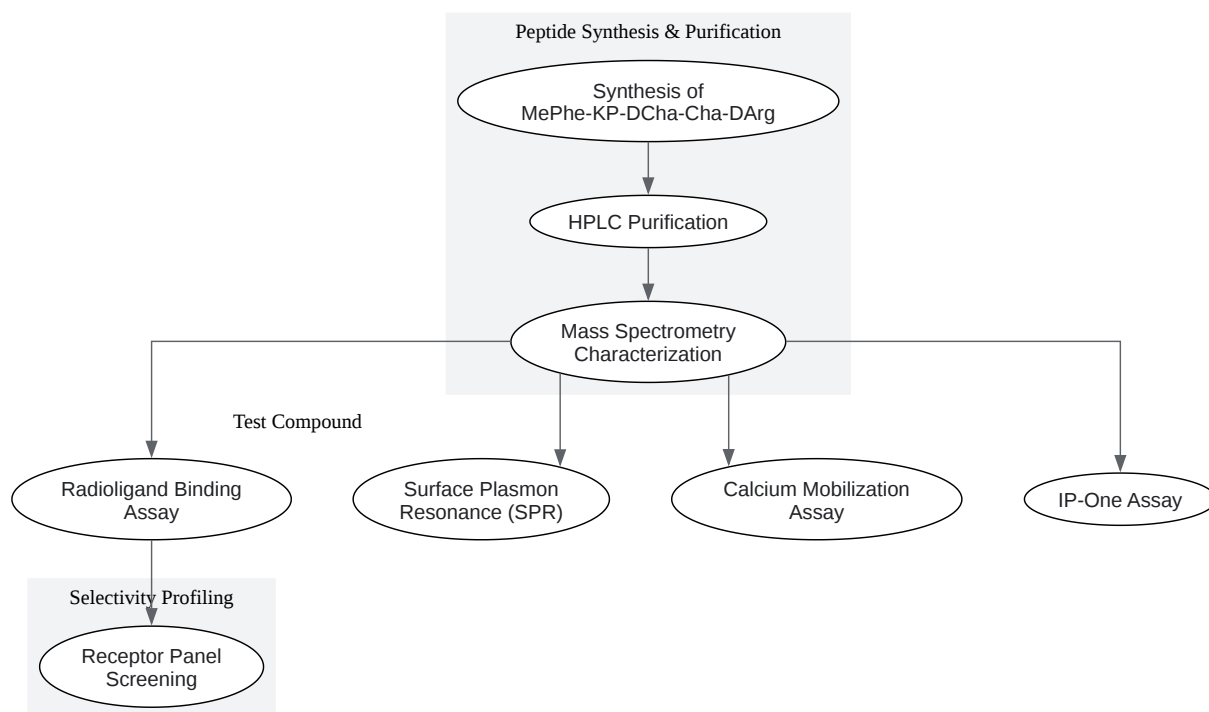 Peptide Synthesis & Purification
Synthesis of
MePhe-KP-DCha-Cha-DArg
HPLC Purification
Mass Spectrometry
Characterization
Test Compound
Radioligand Binding
Assay
Surface Plasmon
Resonance (SPR)
Calcium Mobilization
Assay
IP-One Assay
Selectivity Profiling
Receptor Panel
Screening